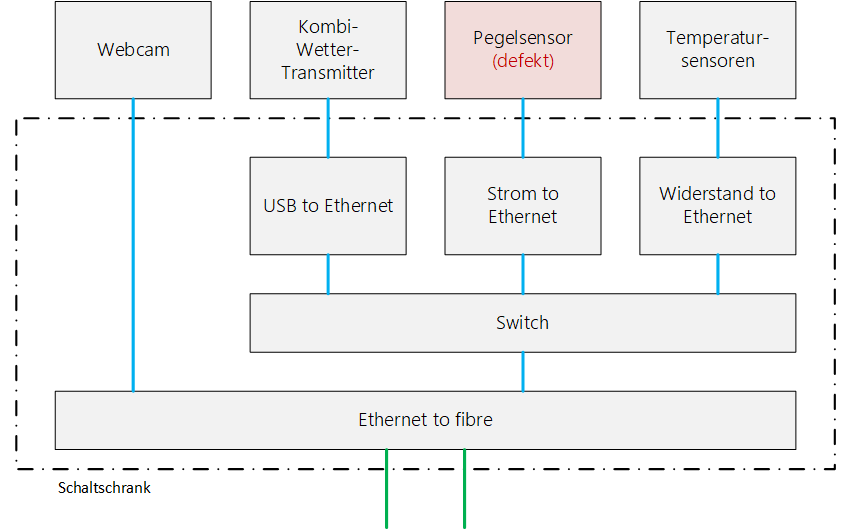 Webcam
Kombi-
Wetter-
Transmitter
Pegelsensor
(defekt)
Temperatur-
sensoren
USB to Ethernet
Strom to
Ethernet
Widerstand to
Ethernet
Switch
Ethernet to fibre
Schaltschrank